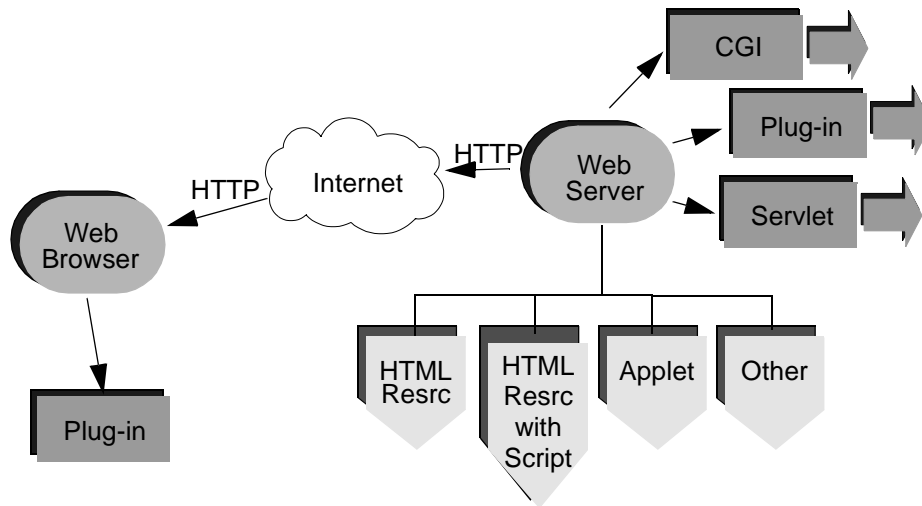 CGI
Plug-in
HTTP
Web
Server
Internet
HTTP
Servlet
Web
Browser
HTML
Resrc
HTML
Resrc
with
Script
Applet
Other
Plug-in